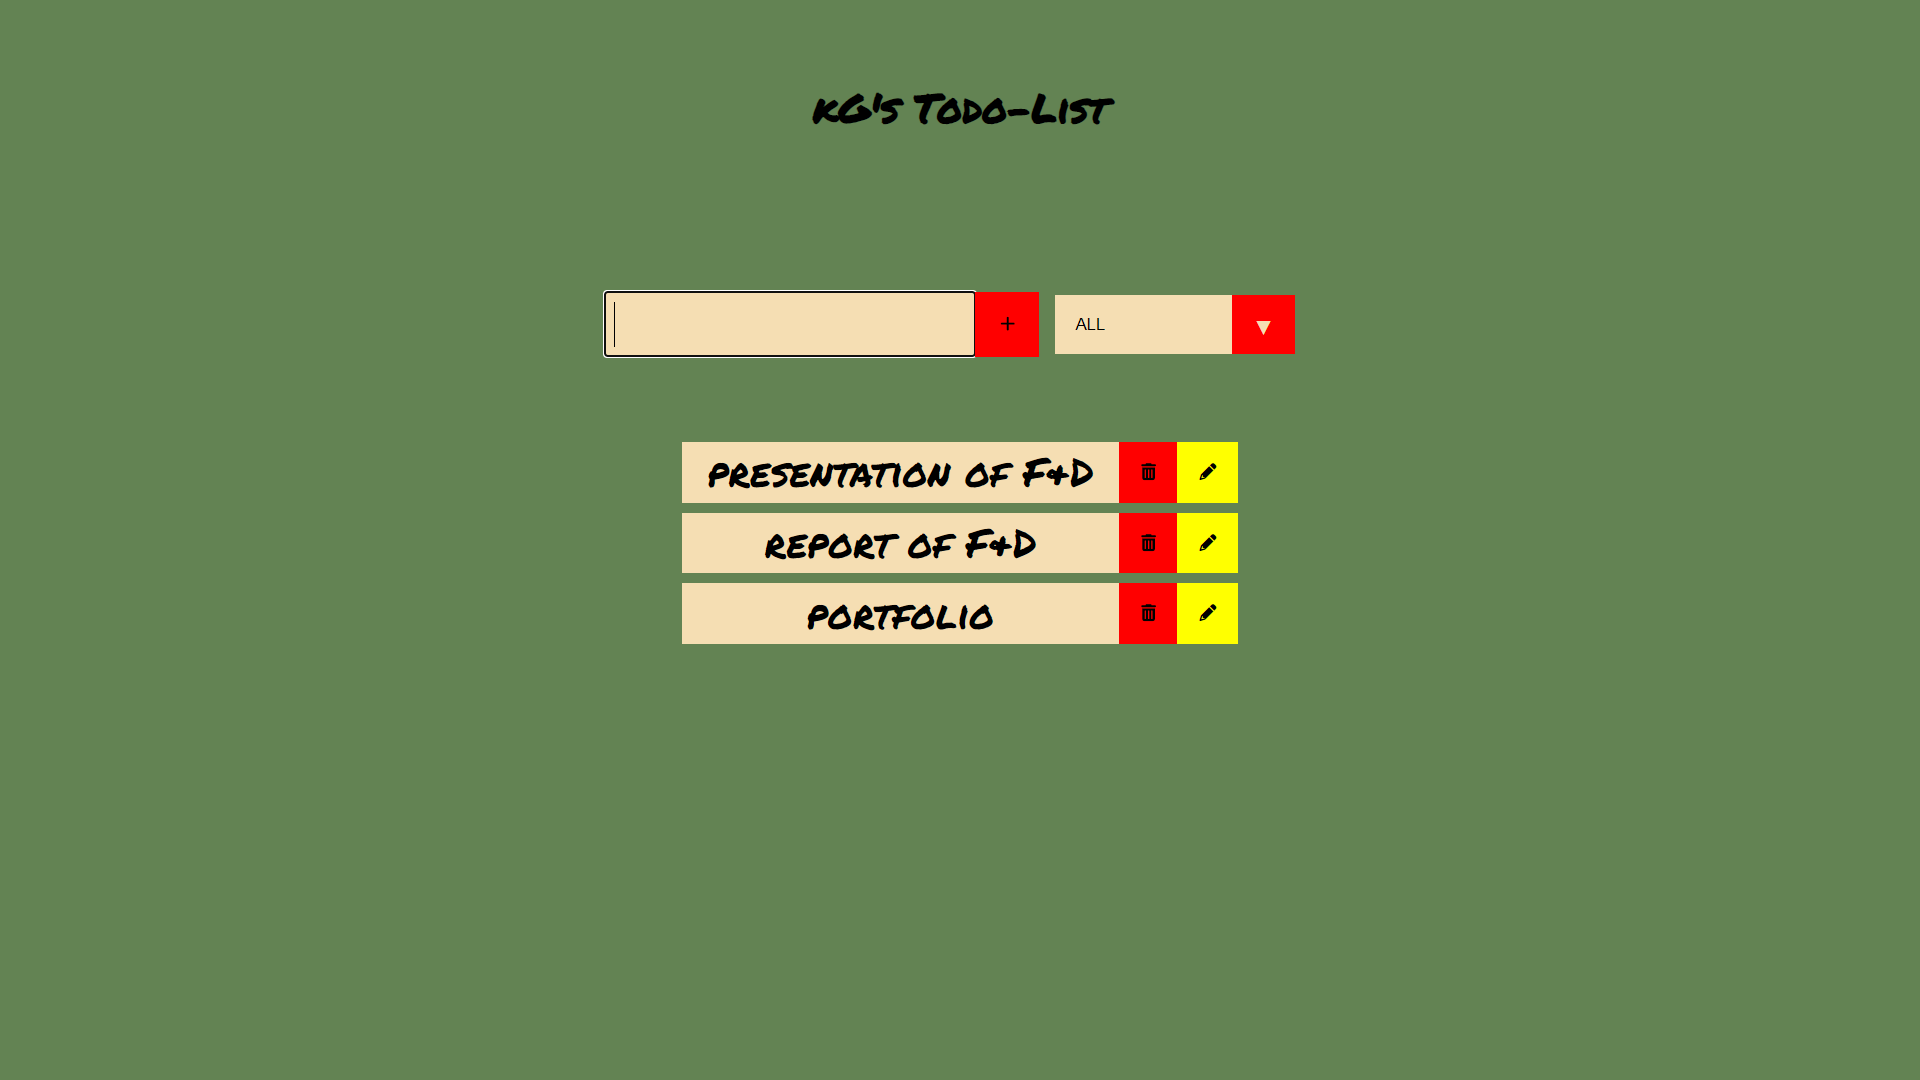 kG's Todo-List
+
ALL ▼
presentation of F&D
report of F&D
portfolio